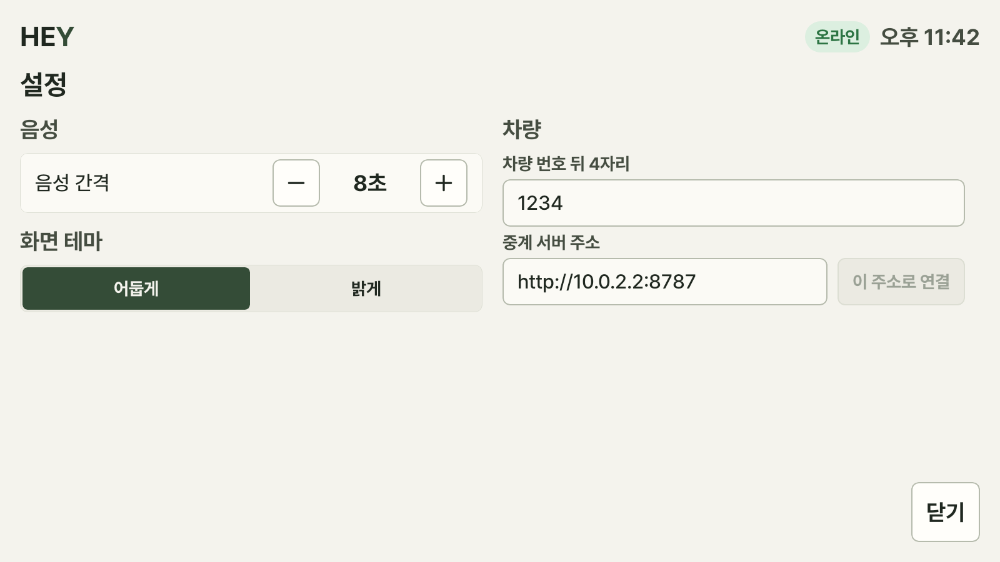 HEY
온라인 오후 11:42
설정
음성
음성 간격 − 8초 +
화면 테마
어둡게 밝게
차량
차량 번호 뒤 4자리
1234
중계 서버 주소
http://10.0.2.2:8787 이 주소로 연결
닫기